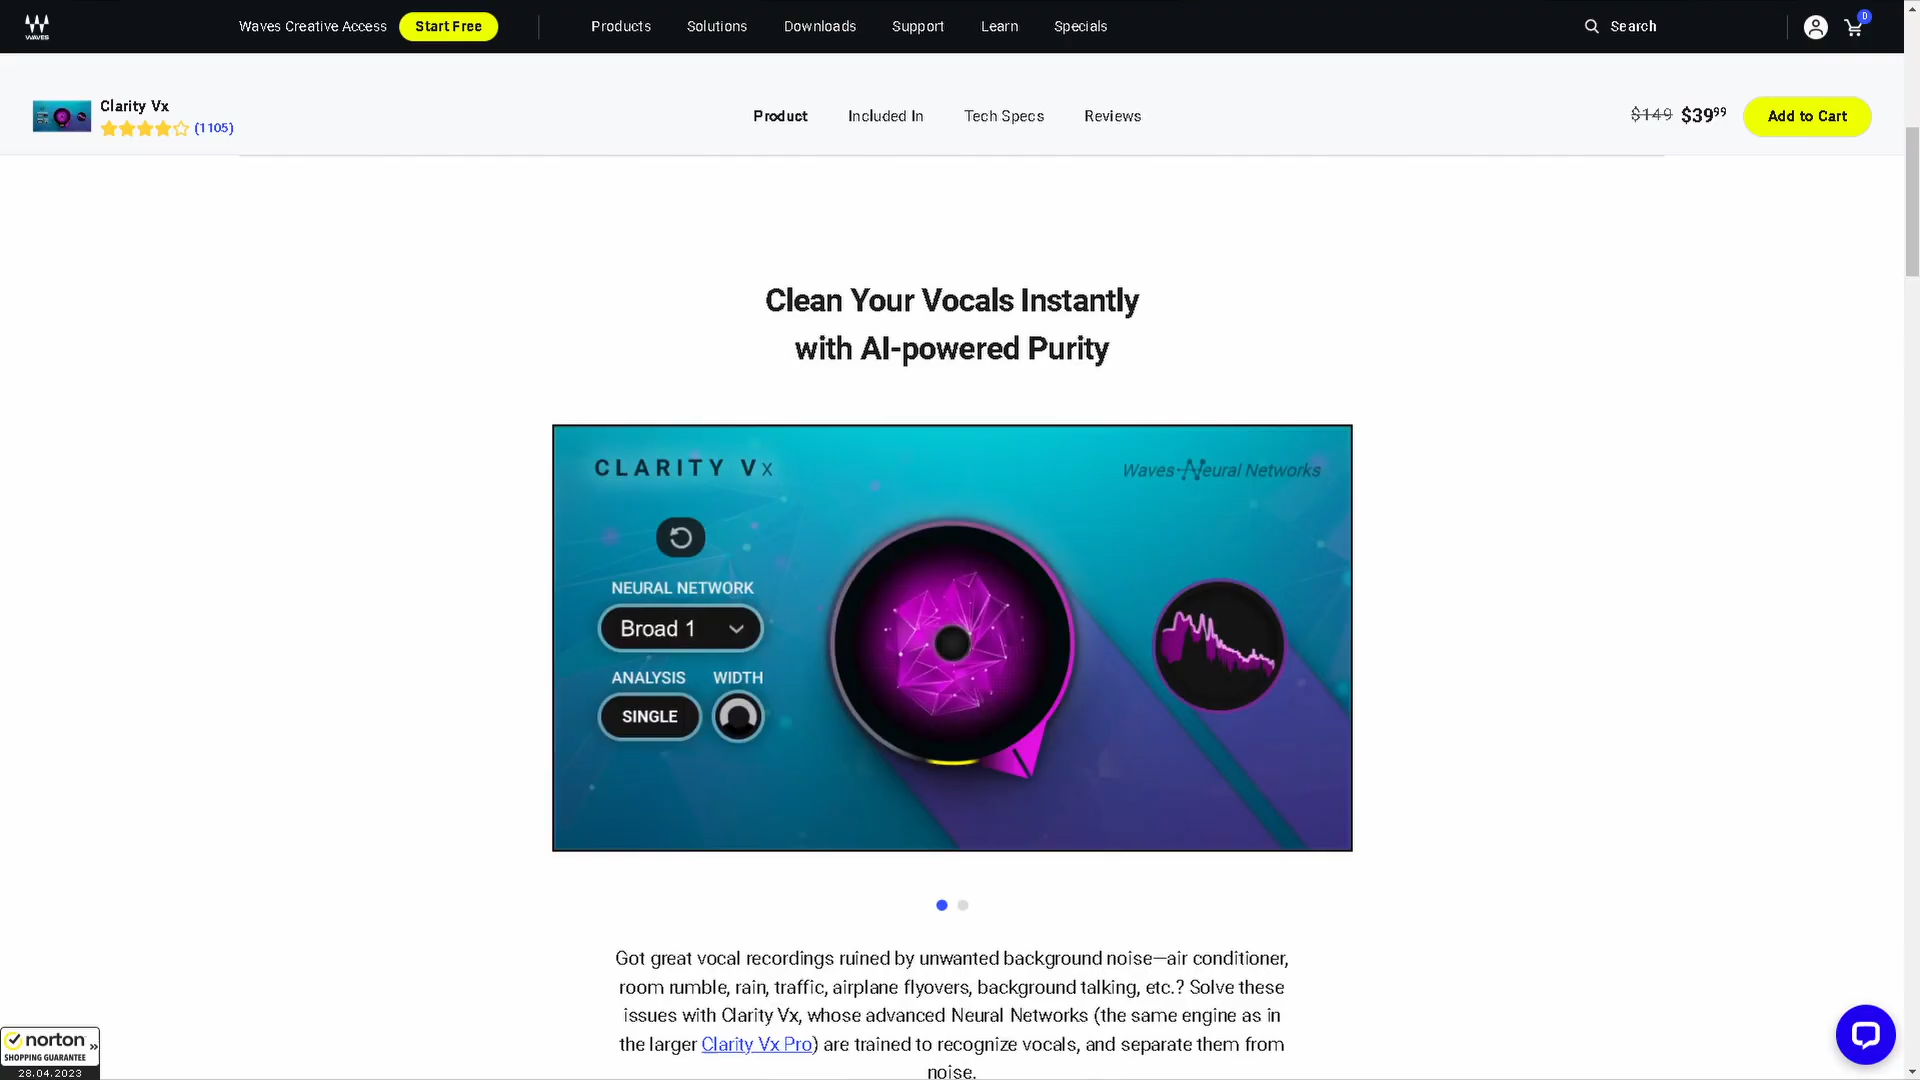 WAVES
Waves Creative Access
Start Free
Products
Solutions
Downloads
Support
Learn
Specials
Search
0
Clarity Vx
(1105)
Product
Included In
Tech Specs
Reviews
$149 $39⁹⁹
Add to Cart
Clean Your Vocals Instantly
with AI-powered Purity
CLARITY Vx
Waves Neural Networks
NEURAL NETWORK
Broad 1
ANALYSIS
WIDTH
SINGLE
Got great vocal recordings ruined by unwanted background noise—air conditioner,
room rumble, rain, traffic, airplane flyovers, background talking, etc.? Solve these
issues with Clarity Vx, whose advanced Neural Networks (the same engine as in
the larger Clarity Vx Pro) are trained to recognize vocals, and separate them from
noise.
norton
SHOPPING GUARANTEE
28.04.2023